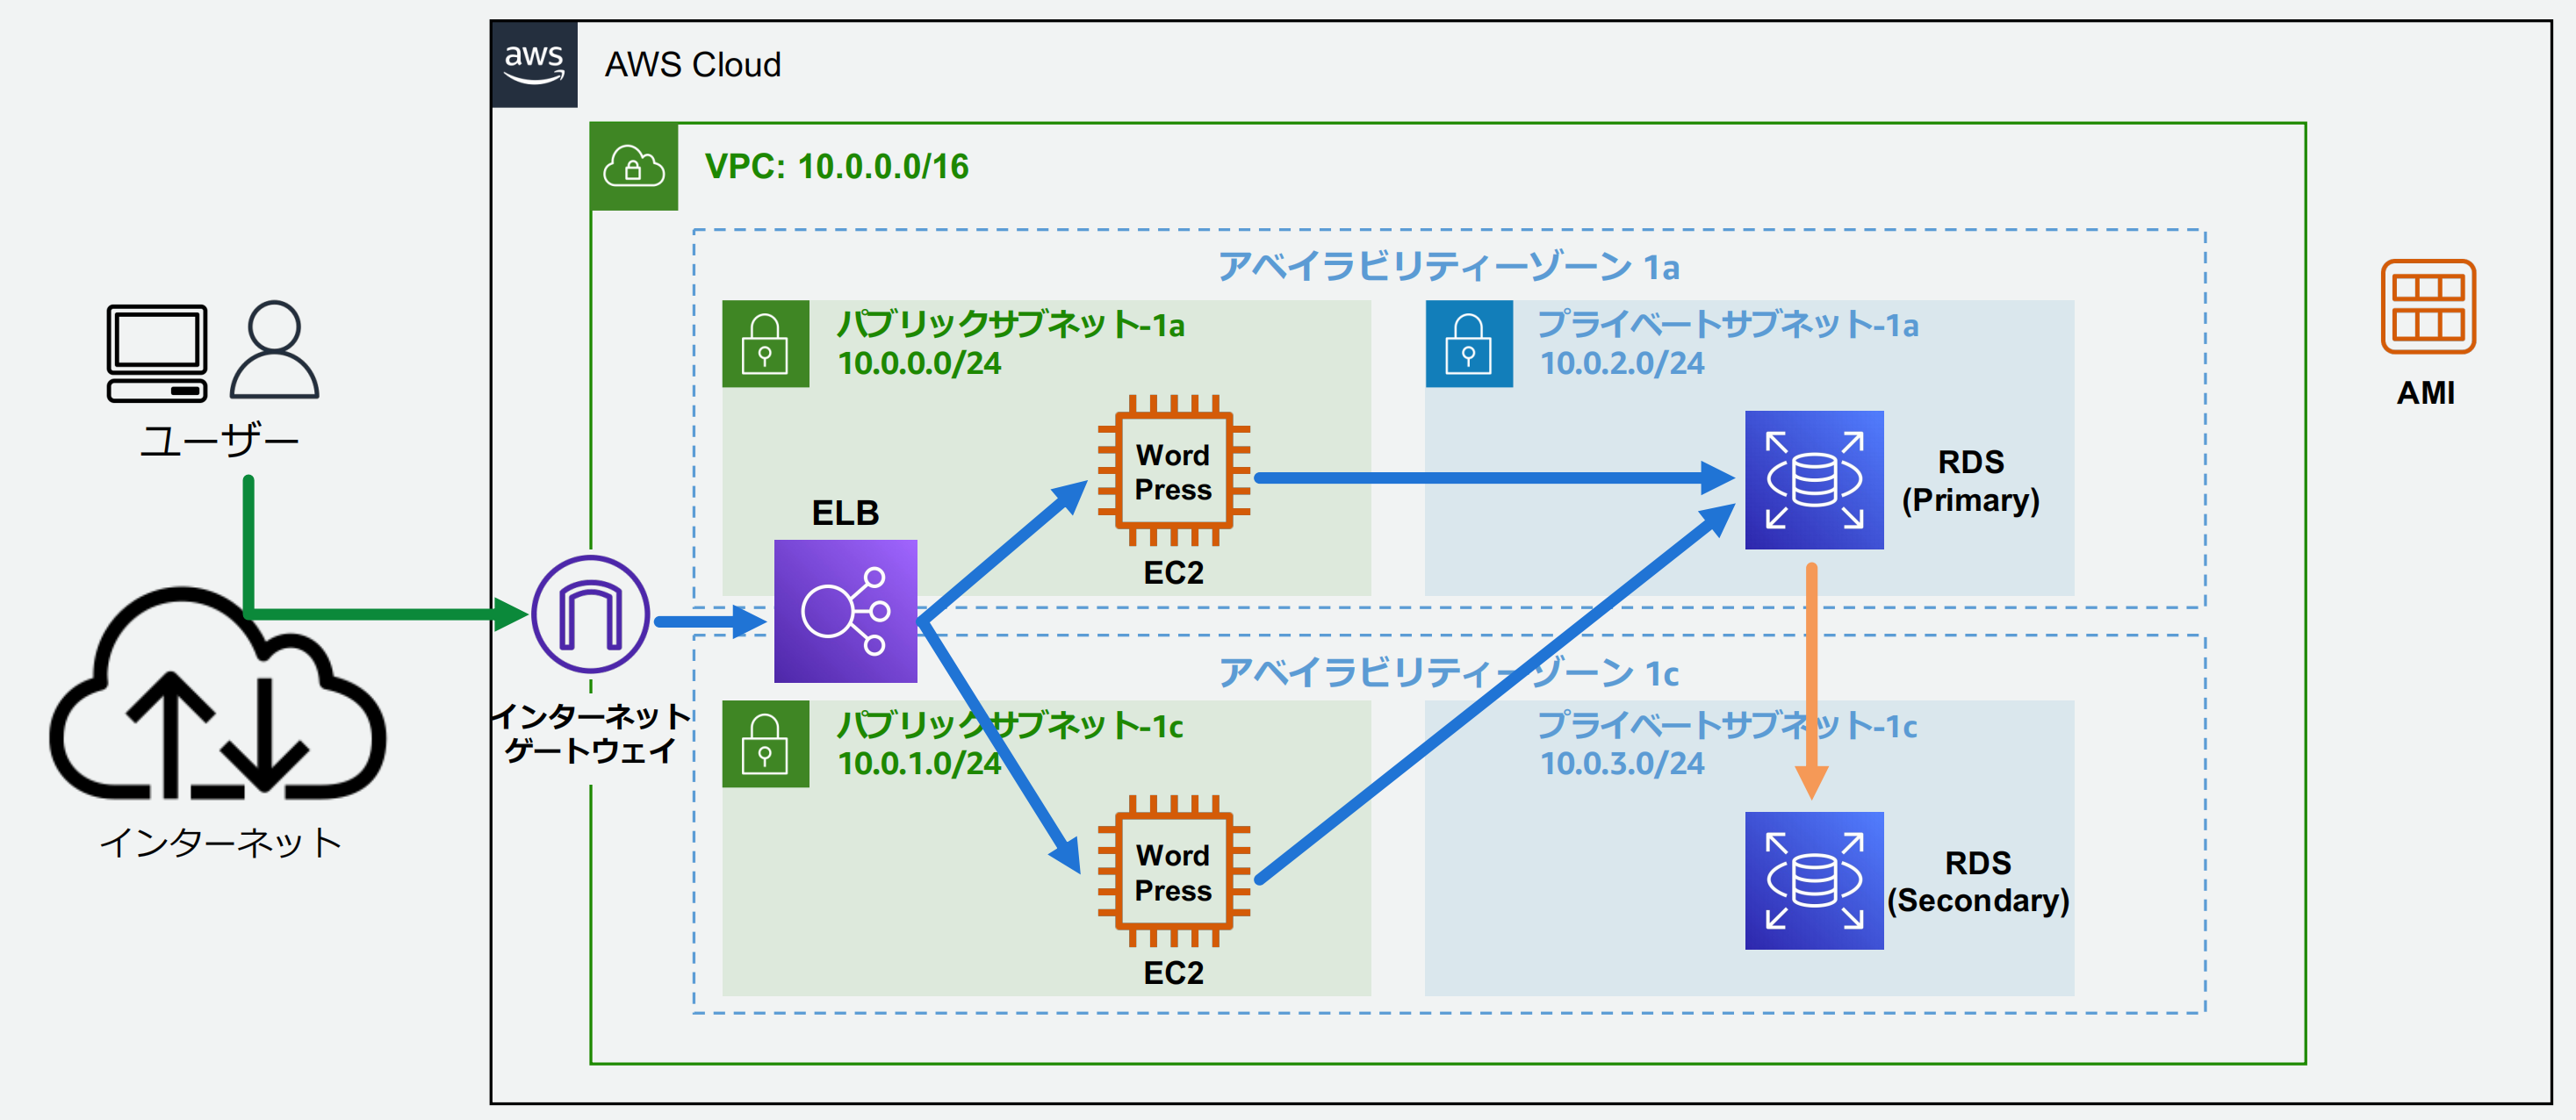 aws
AWS Cloud
VPC: 10.0.0.0/16
アベイラビリティーゾーン 1a
パブリックサブネット-1a
10.0.0.0/24
プライベートサブネット-1a
10.0.2.0/24
AMI
ユーザー
Word
Press
EC2
RDS
(Primary)
ELB
インターネット
ゲートウェイ
インターネット
アベイラビリティーゾーン 1c
パブリックサブネット-1c
10.0.1.0/24
プライベートサブネット-1c
10.0.3.0/24
Word
Press
EC2
RDS
(Secondary)